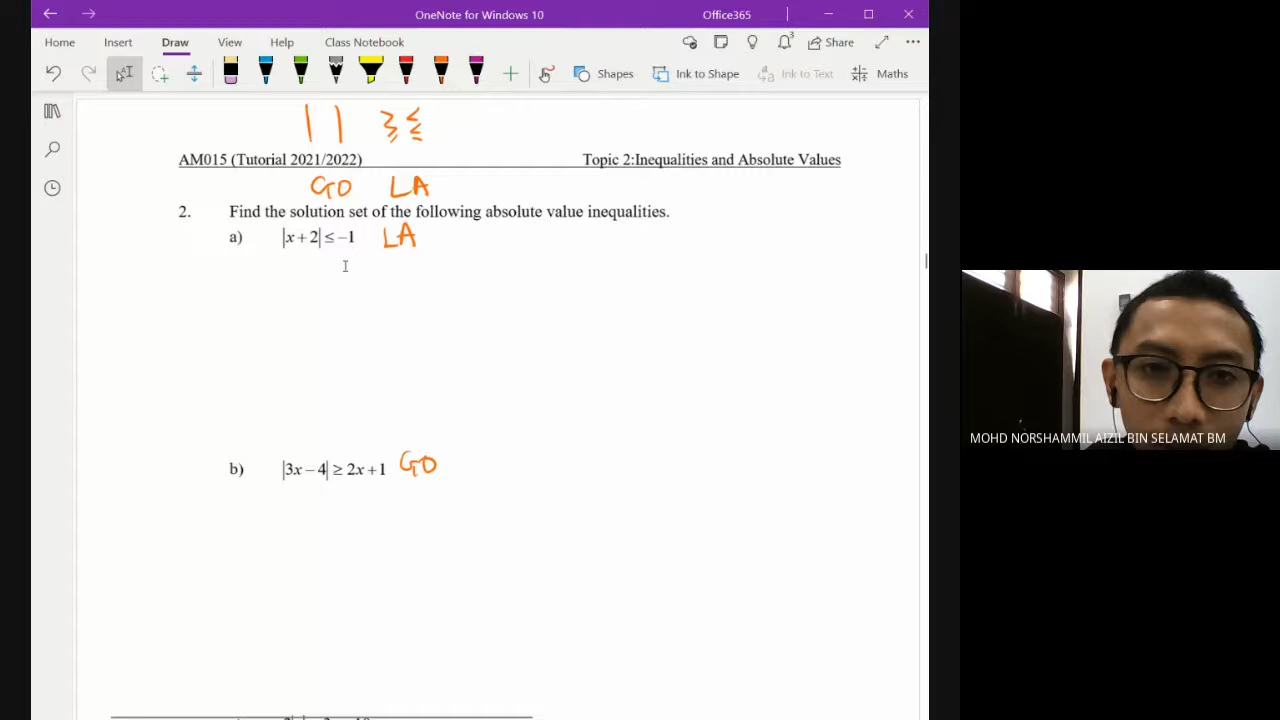 OneNote for Windows 10
Office365
Home Insert Draw View Help Class Notebook
3
Share
Shapes
Ink to Shape
Ink to Text
Maths
| | > < ≥ ≤
AM015 (Tutorial 2021/2022) Topic 2:Inequalities and Absolute Values
GO LA
2. Find the solution set of the following absolute value inequalities.
a) |x + 2| ≤ −1 LA
b) |3x − 4| ≥ 2x + 1 GO
MOHD NORSHAMMIL AIZIL BIN SELAMAT BM